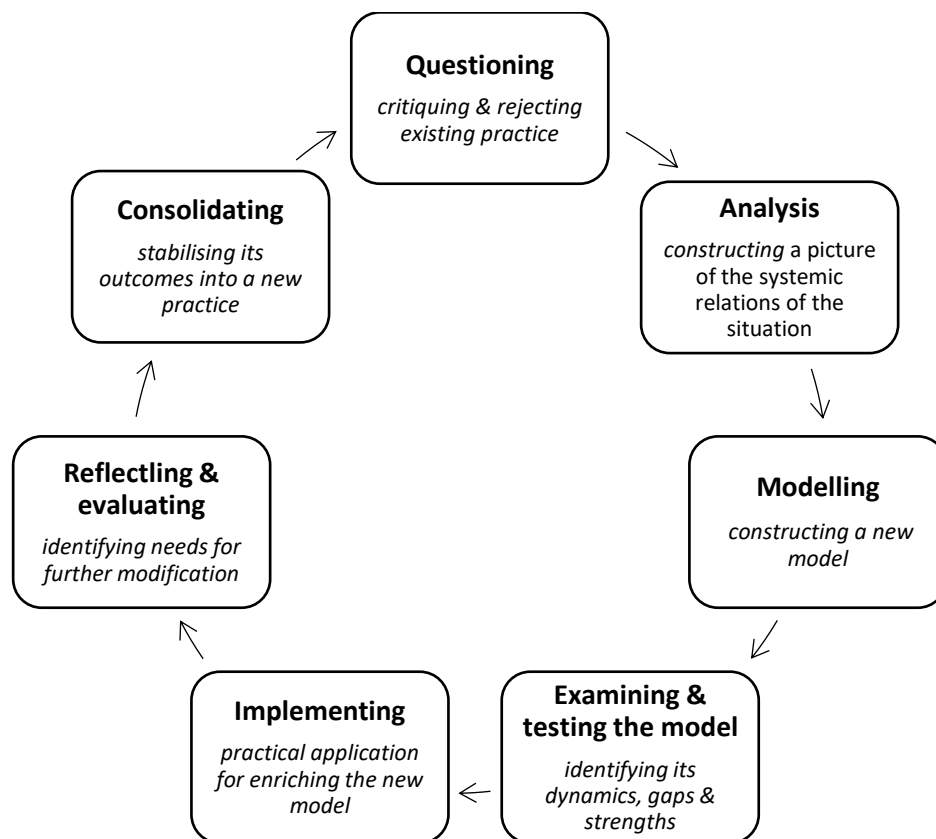 Questioning
critiquing & rejecting
existing practice
Analysis
constructing a picture
of the systemic
relations of the
situation
Modelling
constructing a new
model
Examining &
testing the model
identifying its
dynamics, gaps &
strengths
Implementing
practical application
for enriching the new
model
Reflectling &
evaluating
identifying needs for
further modification
Consolidating
stabilising its
outcomes into a new
practice